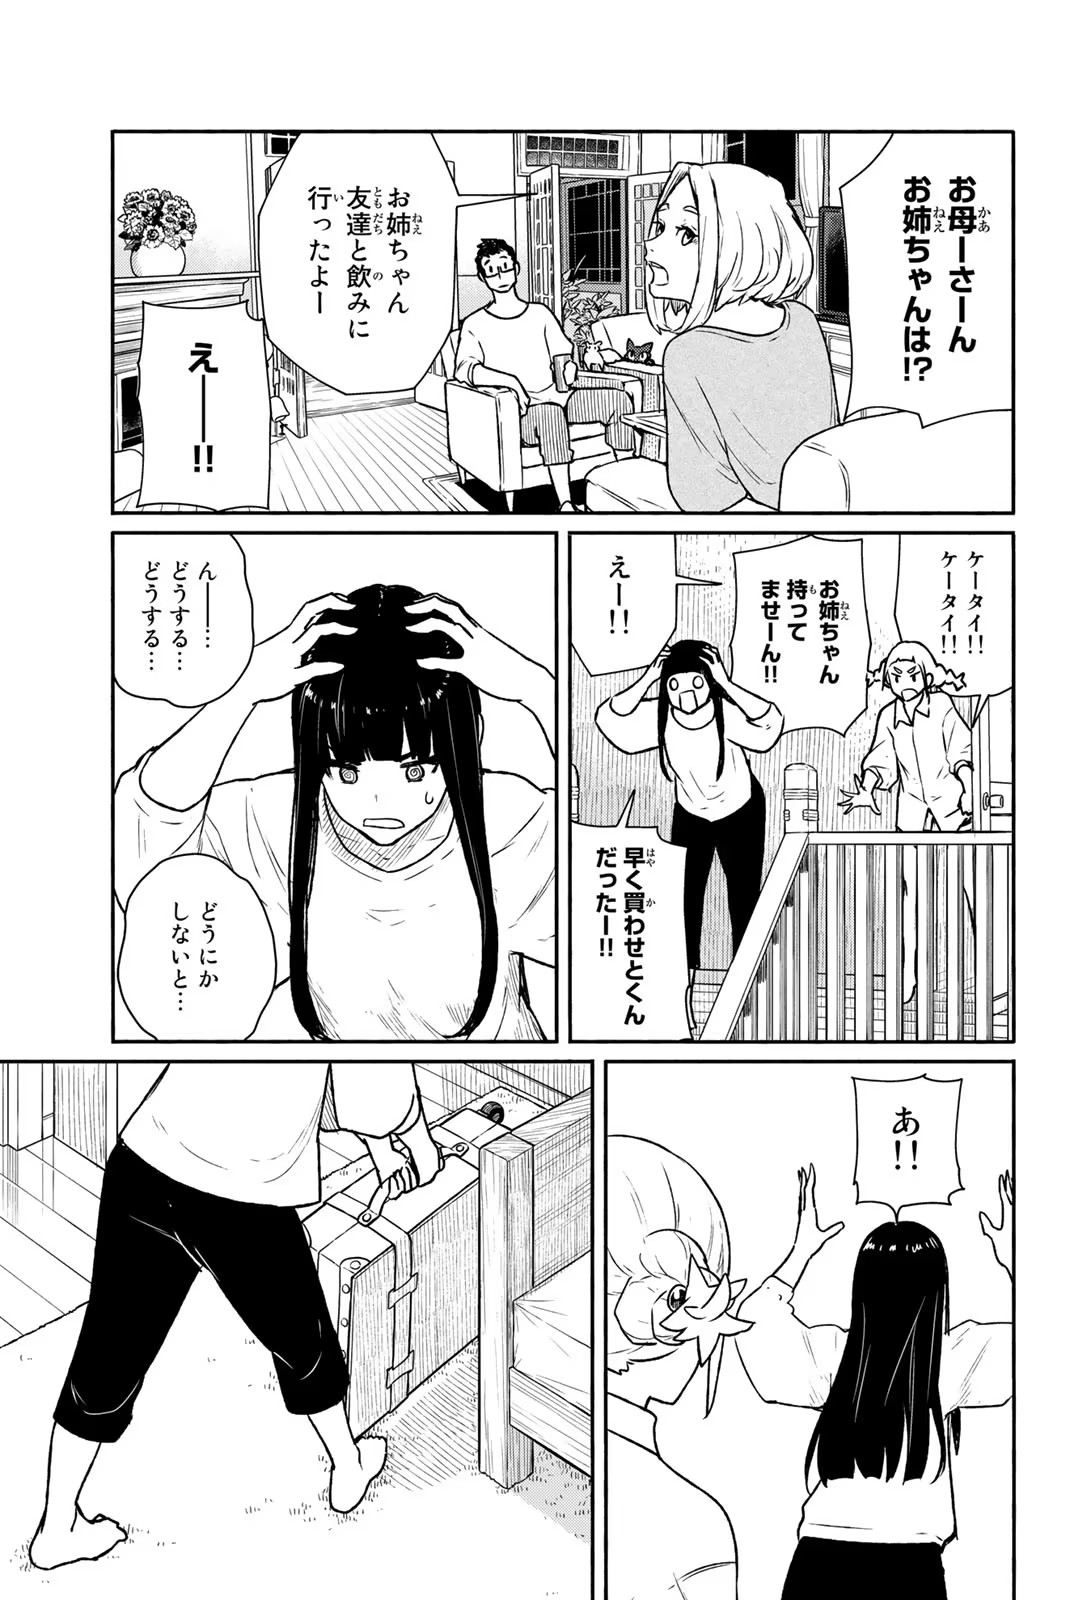 お母ーさーん
お姉ちゃんは!?
お姉ちゃん
友達と飲みに
行ったよー
えーー!!
ケータイ!!
ケータイ!!
お姉ちゃん
持って
ませーん!!
えー!!
早く買わせとくん
だったー!!
んーー…
どうする…
どうする…
どうにか
しないと…
あ!!